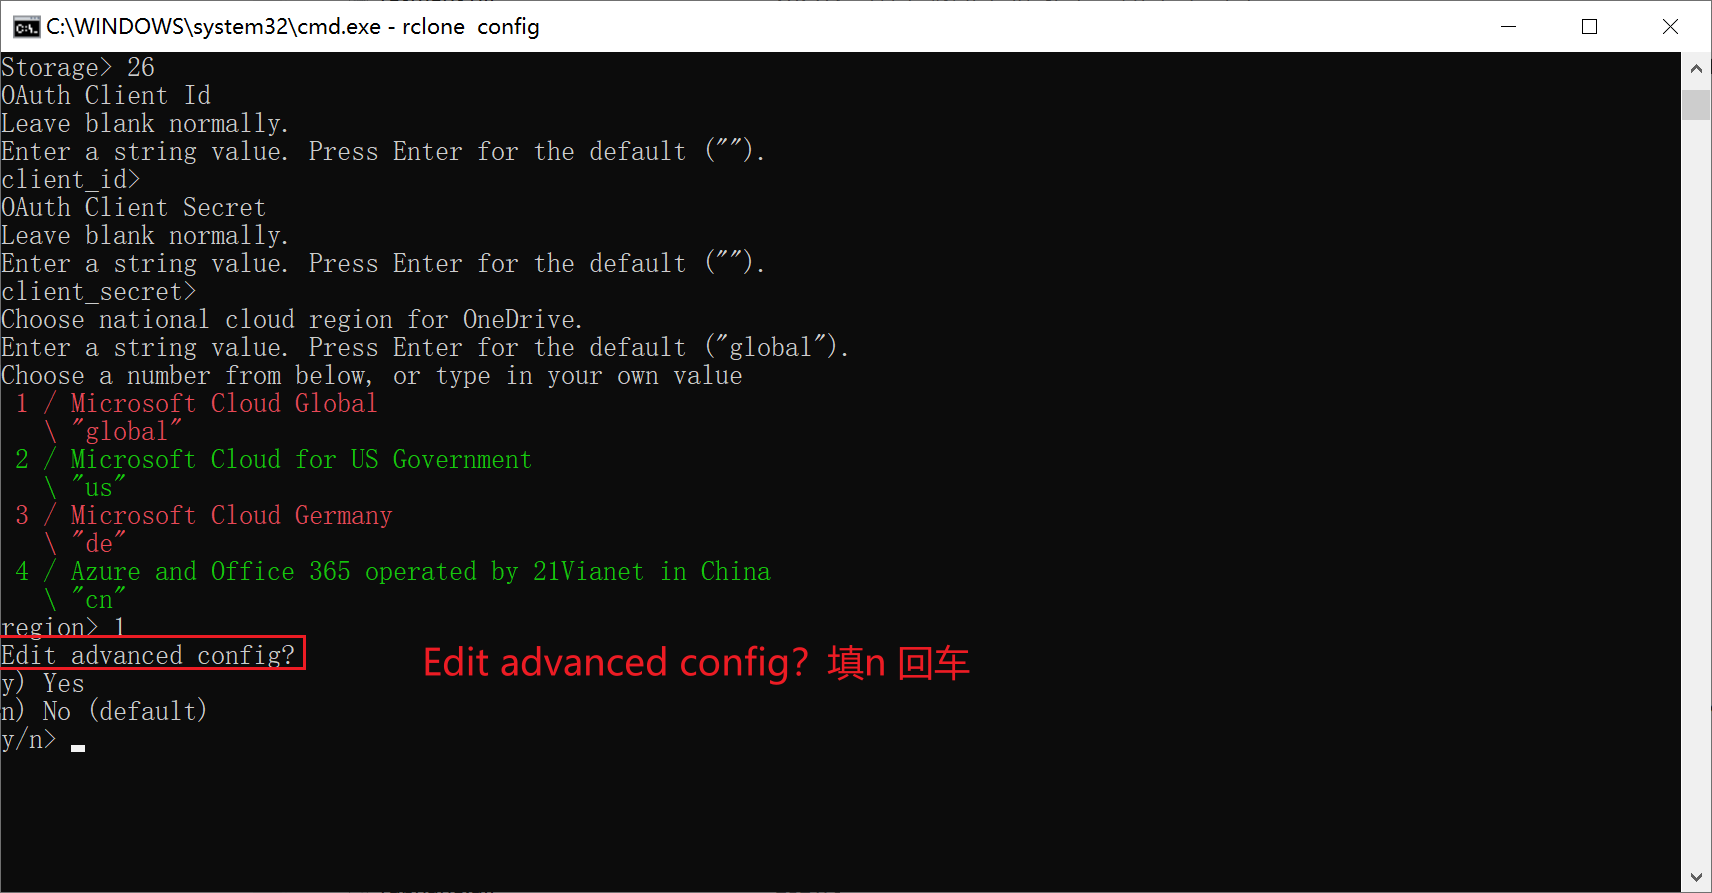 C:\WINDOWS\system32\cmd.exe - rclone  config
Storage> 26
OAuth Client Id
Leave blank normally.
Enter a string value. Press Enter for the default ("").
client_id>
OAuth Client Secret
Leave blank normally.
Enter a string value. Press Enter for the default ("").
client_secret>
Choose national cloud region for OneDrive.
Enter a string value. Press Enter for the default ("global").
Choose a number from below, or type in your own value
 1 / Microsoft Cloud Global
   \ "global"
 2 / Microsoft Cloud for US Government
   \ "us"
 3 / Microsoft Cloud Germany
   \ "de"
 4 / Azure and Office 365 operated by 21Vianet in China
   \ "cn"
region> 1
Edit advanced config?
Edit advanced config？填n 回车
y) Yes
n) No (default)
y/n>